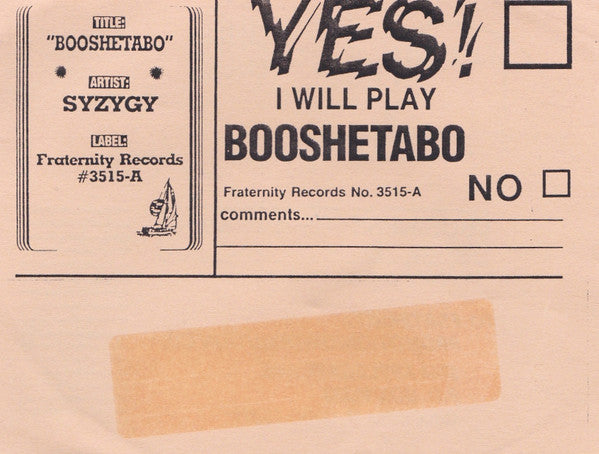 TITLE:
"BOOSHETABO"
ARTIST:
SYZYGY
LABEL:
Fraternity Records
#3515-A
YES!
I WILL PLAY
BOOSHETABO
Fraternity Records No. 3515-A
NO
comments...